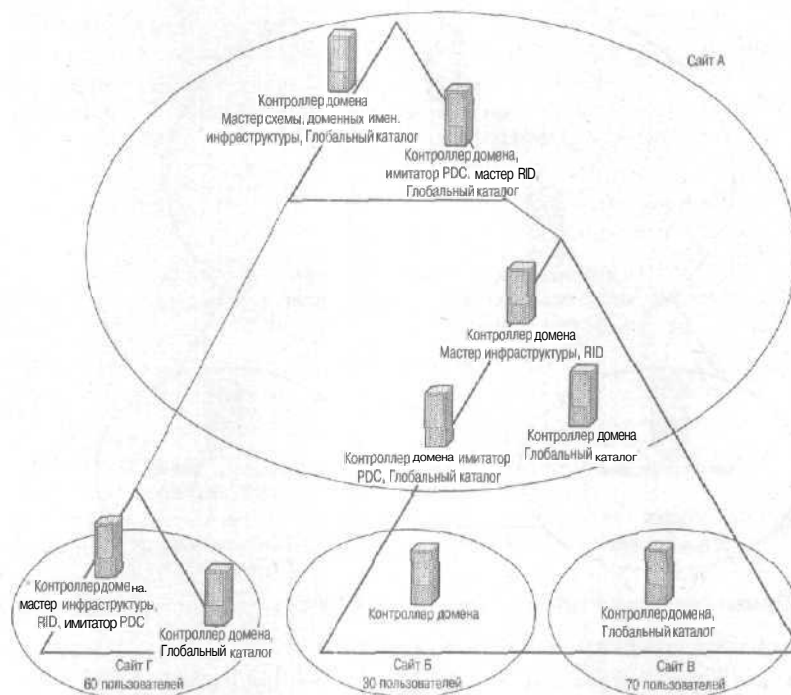 Сайт А
Контроллер домена
Мастер схемы, доменных имен.
инфраструктуры, Глобальный каталог
Контроллер домена,
имитатор PDC. мастер RID,
Глобальный каталог
Контроллер домена
Мастер инфраструктуры, RID
Контроллер домена имитатор
PDC, Глобальный каталог
Контроллер домена
Глобальный каталог
Контроллер домена.
мастер инфраструктуры,
RID, имитатор PDC
Контроллер домена,
Глобальный каталог
Сайт Г
60 пользователей
Контроллер домена
Сайт Б
30 пользователей
Контроллер домена,
Глобальный каталог
Сайт В
70 пользователей